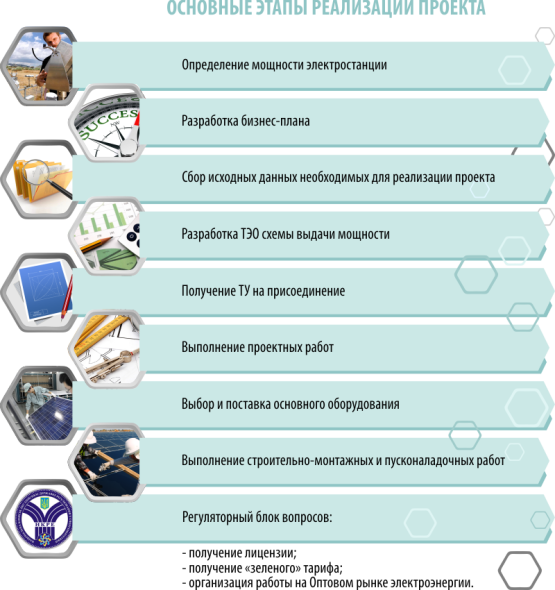 ОСНОВНЫЕ ЭТАПЫ РЕАЛИЗАЦИИ ПРОЕКТА
Определение мощности электростанции
SUCCESS
Разработка бизнес-плана
Сбор исходных данных необходимых для реализации проекта
Разработка ТЭО схемы выдачи мощности
Получение ТУ на присоединение
Выполнение проектных работ
Выбор и поставка основного оборудования
Выполнение строительно-монтажных и пусконаладочных работ
Регуляторный блок вопросов:
НКРЕ
- получение лицензии;
- получение «зеленого» тарифа;
- организация работы на Оптовом рынке электроэнергии.